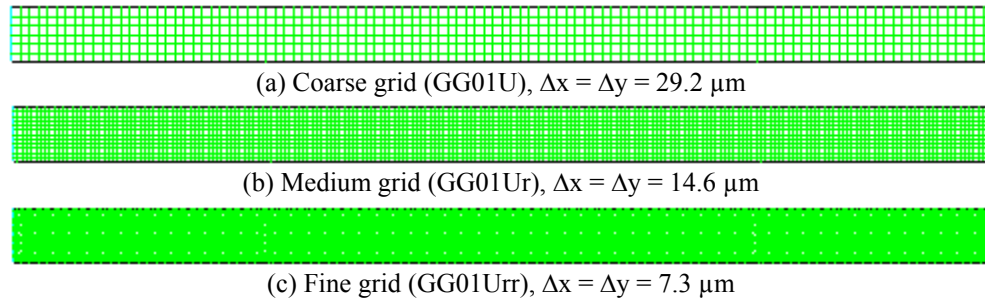 (a) Coarse grid (GG01U), Δx = Δy = 29.2 µm
(b) Medium grid (GG01Ur), Δx = Δy = 14.6 µm
(c) Fine grid (GG01Urr), Δx = Δy = 7.3 µm